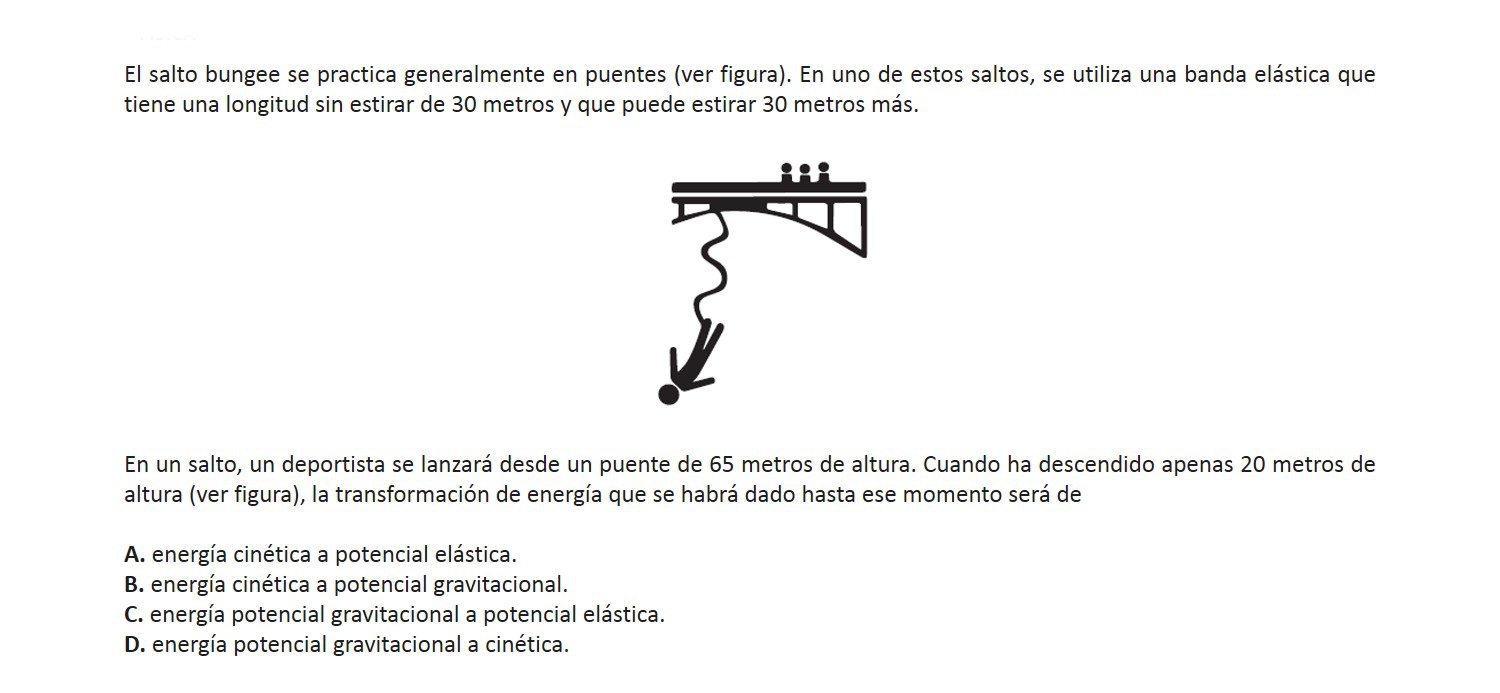 El salto bungee se practica generalmente en puentes (ver figura). En uno de estos saltos, se utiliza una banda elástica que
tiene una longitud sin estirar de 30 metros y que puede estirar 30 metros más.
En un salto, un deportista se lanzará desde un puente de 65 metros de altura. Cuando ha descendido apenas 20 metros de
altura (ver figura), la transformación de energía que se habrá dado hasta ese momento será de
A. energía cinética a potencial elástica.
B. energía cinética a potencial gravitacional.
C. energía potencial gravitacional a potencial elástica.
D. energía potencial gravitacional a cinética.